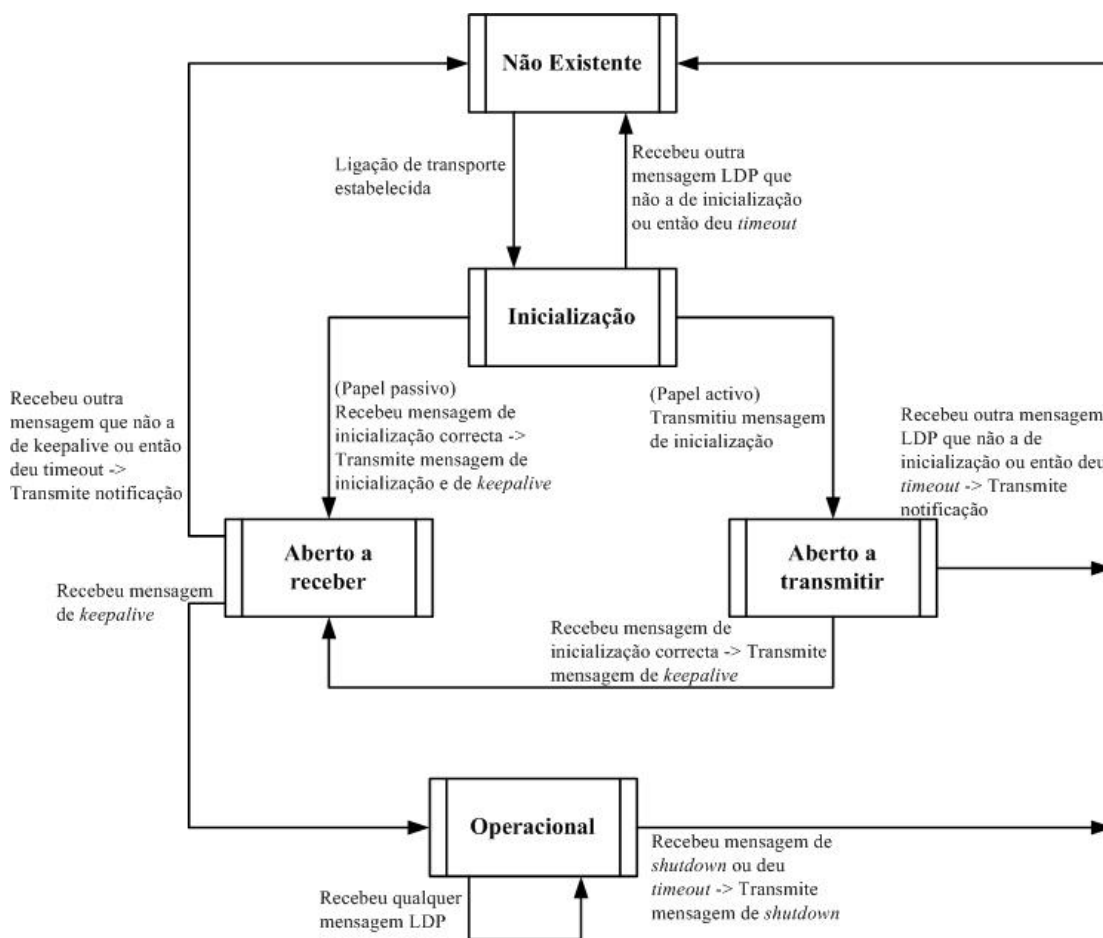 Não Existente
Ligação de transporte
estabelecida
Recebeu outra
mensagem LDP que
não a de inicialização
ou então deu timeout
Inicialização
(Papel passivo)
Recebeu mensagem de
inicialização correcta ->
Transmite mensagem de
inicialização e de keepalive
(Papel activo)
Transmitiu mensagem
de inicialização
Recebeu outra
mensagem que não a
de keepalive ou então
deu timeout ->
Transmite notificação
Recebeu outra mensagem
LDP que não a de
inicialização ou então deu
timeout -> Transmite
notificação
Aberto a
receber
Aberto a
transmitir
Recebeu mensagem
de keepalive
Recebeu mensagem de
inicialização correcta -> Transmite
mensagem de keepalive
Operacional
Recebeu mensagem de
shutdown ou deu
timeout -> Transmite
mensagem de shutdown
Recebeu qualquer
mensagem LDP